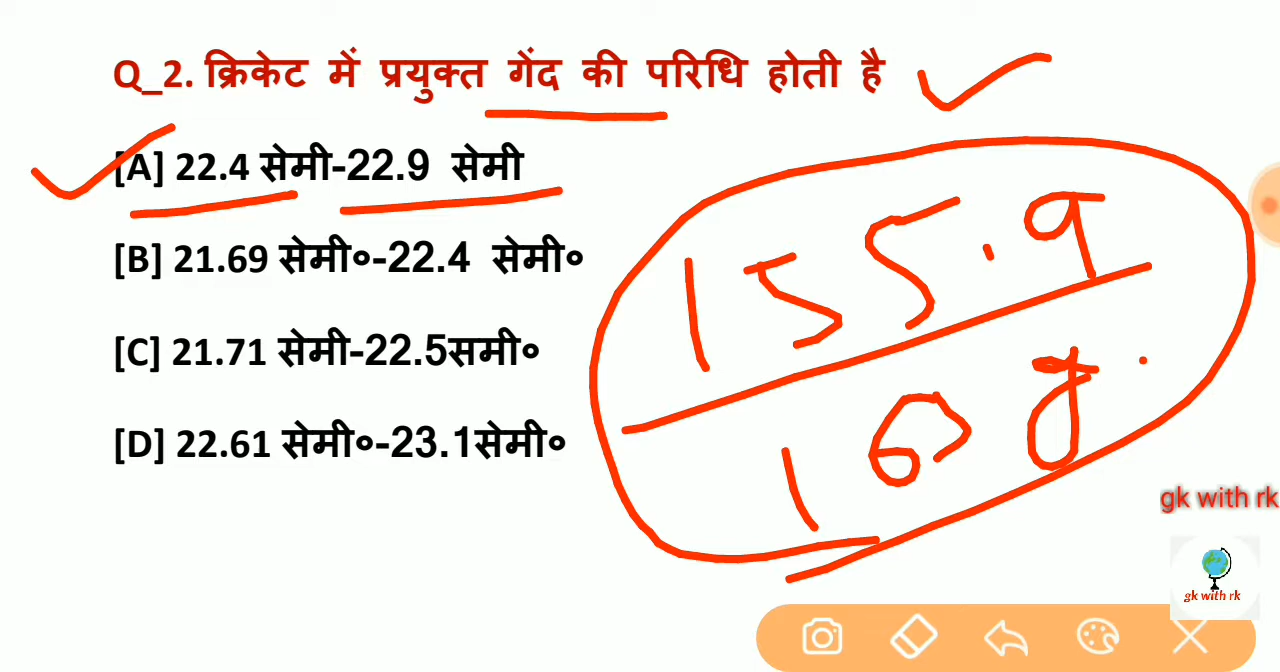 Q_2. क्रिकेट में प्रयुक्त गेंद की परिधि होती है
[A] 22.4 सेमी-22.9 सेमी
[B] 21.69 सेमी॰-22.4 सेमी॰
[C] 21.71 सेमी-22.5समी॰
[D] 22.61 सेमी॰-23.1सेमी॰
155.9
gk with rk
gk with rk